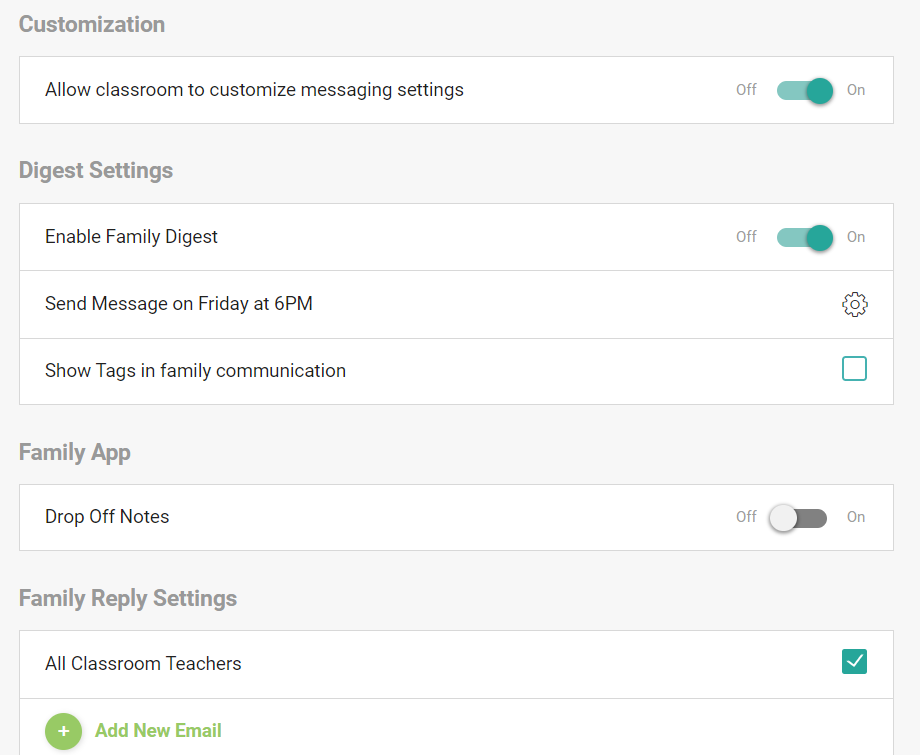 Customization
Allow classroom to customize messaging settings Off On
Digest Settings
Enable Family Digest Off On
Send Message on Friday at 6PM
Show Tags in family communication
Family App
Drop Off Notes Off On
Family Reply Settings
All Classroom Teachers
+ Add New Email